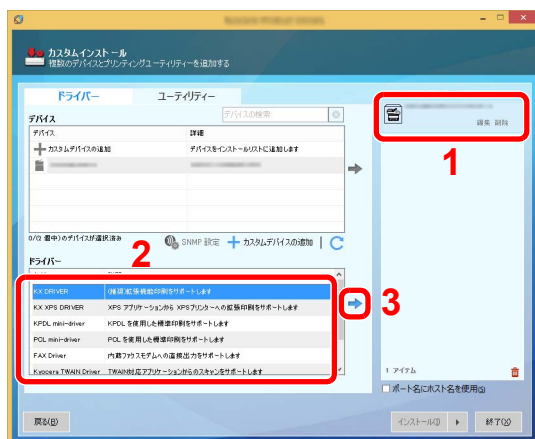 カスタムインストール
複数のデバイスとプリンティングユーティリティーを追加する
ドライバー ユーティリティー
デバイス デバイスの検索
デバイス 詳細
カスタムデバイスの追加 デバイスをインストールリストに追加します
編集 削除
1
0/(2 個中)のデバイスが選択済み
SNMP 設定 カスタムデバイスの追加
2
ドライバー
KX DRIVER (推奨)拡張機能印刷をサポートします
KX XPS DRIVER XPS アプリケーションから XPSプリンターへの拡張印刷をサポートします
KPDL mini-driver KPDL を使用した標準印刷をサポートします
PCL mini-driver PCL を使用した標準印刷をサポートします
FAX Driver 内蔵ファクスモデムへの直接出力をサポートします
Kyocera TWAIN Driver TWAIN対応アプリケーションからのスキャンをサポートします
3
1 アイテム
ポート名にホスト名を使用(S)
戻る(B) インストール(I) 終了(X)